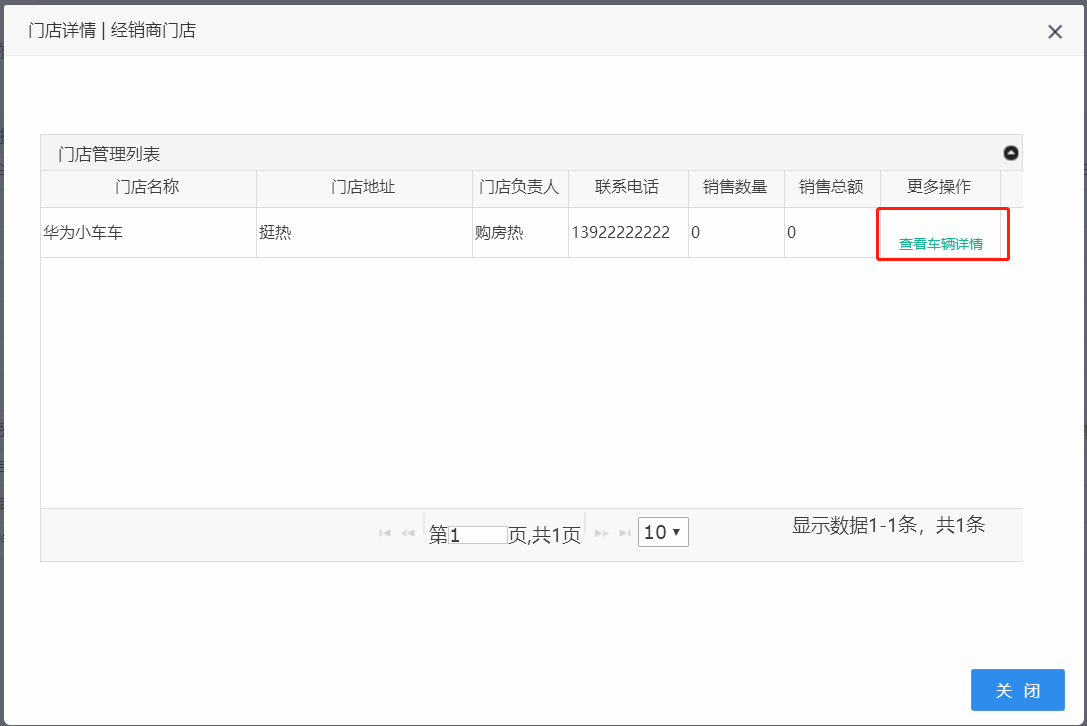 门店详情 | 经销商门店
门店管理列表
门店名称 门店地址 门店负责人 联系电话 销售数量 销售总额 更多操作
华为小车车 挺热 购房热 13922222222 0 0 查看车辆详情
第1页,共1页 10 显示数据1-1条，共1条
关 闭